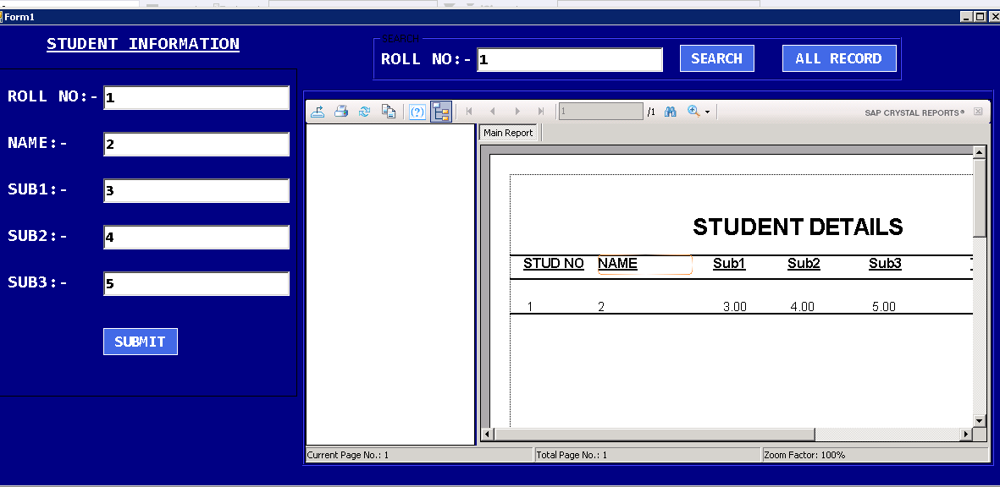 Form1
STUDENT INFORMATION
SEARCH
ROLL NO:- 1 SEARCH ALL RECORD
ROLL NO:- 1
NAME:- 2
SUB1:- 3
SUB2:- 4
SUB3:- 5
SUBMIT
1 /1 SAP CRYSTAL REPORTS®
Main Report
STUDENT DETAILS
STUD NO NAME Sub1 Sub2 Sub3
1 2 3.00 4.00 5.00
Current Page No.: 1 Total Page No.: 1 Zoom Factor: 100%